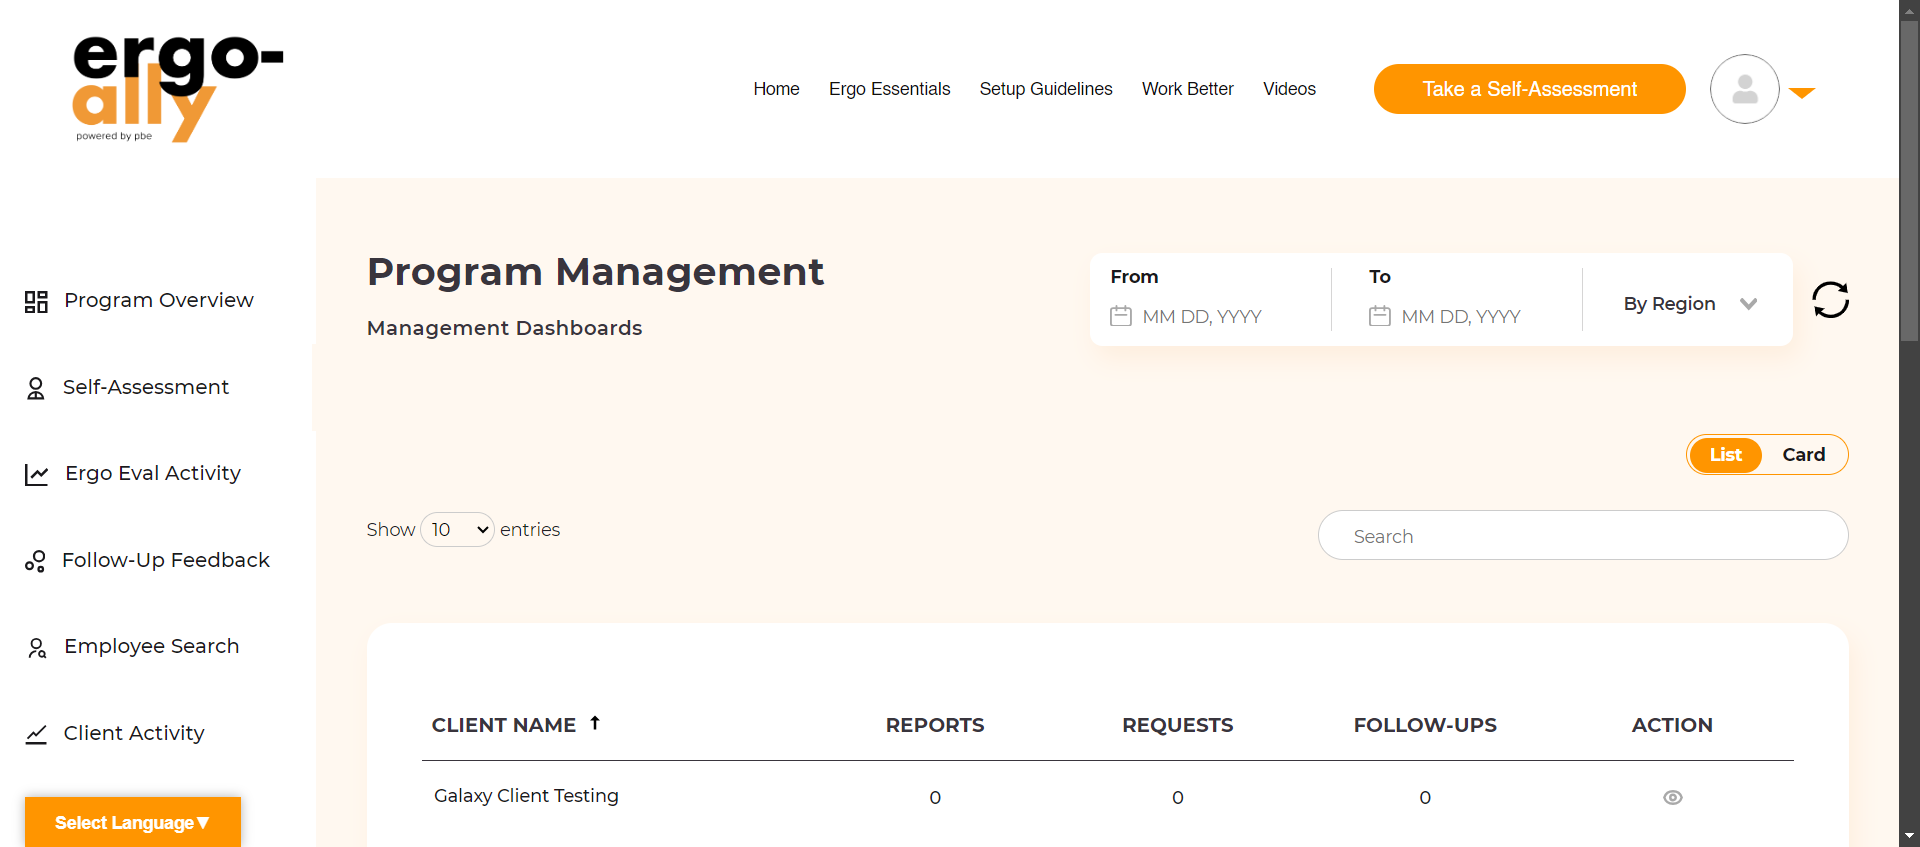 ergo-
ally
powered by pbe
Home Ergo Essentials Setup Guidelines Work Better Videos Take a Self-Assessment
Program Overview
Self-Assessment
Ergo Eval Activity
Follow-Up Feedback
Employee Search
Client Activity
Select Language▼
Program Management
Management Dashboards
From To
MM DD, YYYY MM DD, YYYY By Region
List Card
Show 10 entries Search
CLIENT NAME ↑ REPORTS REQUESTS FOLLOW-UPS ACTION
Galaxy Client Testing 0 0 0